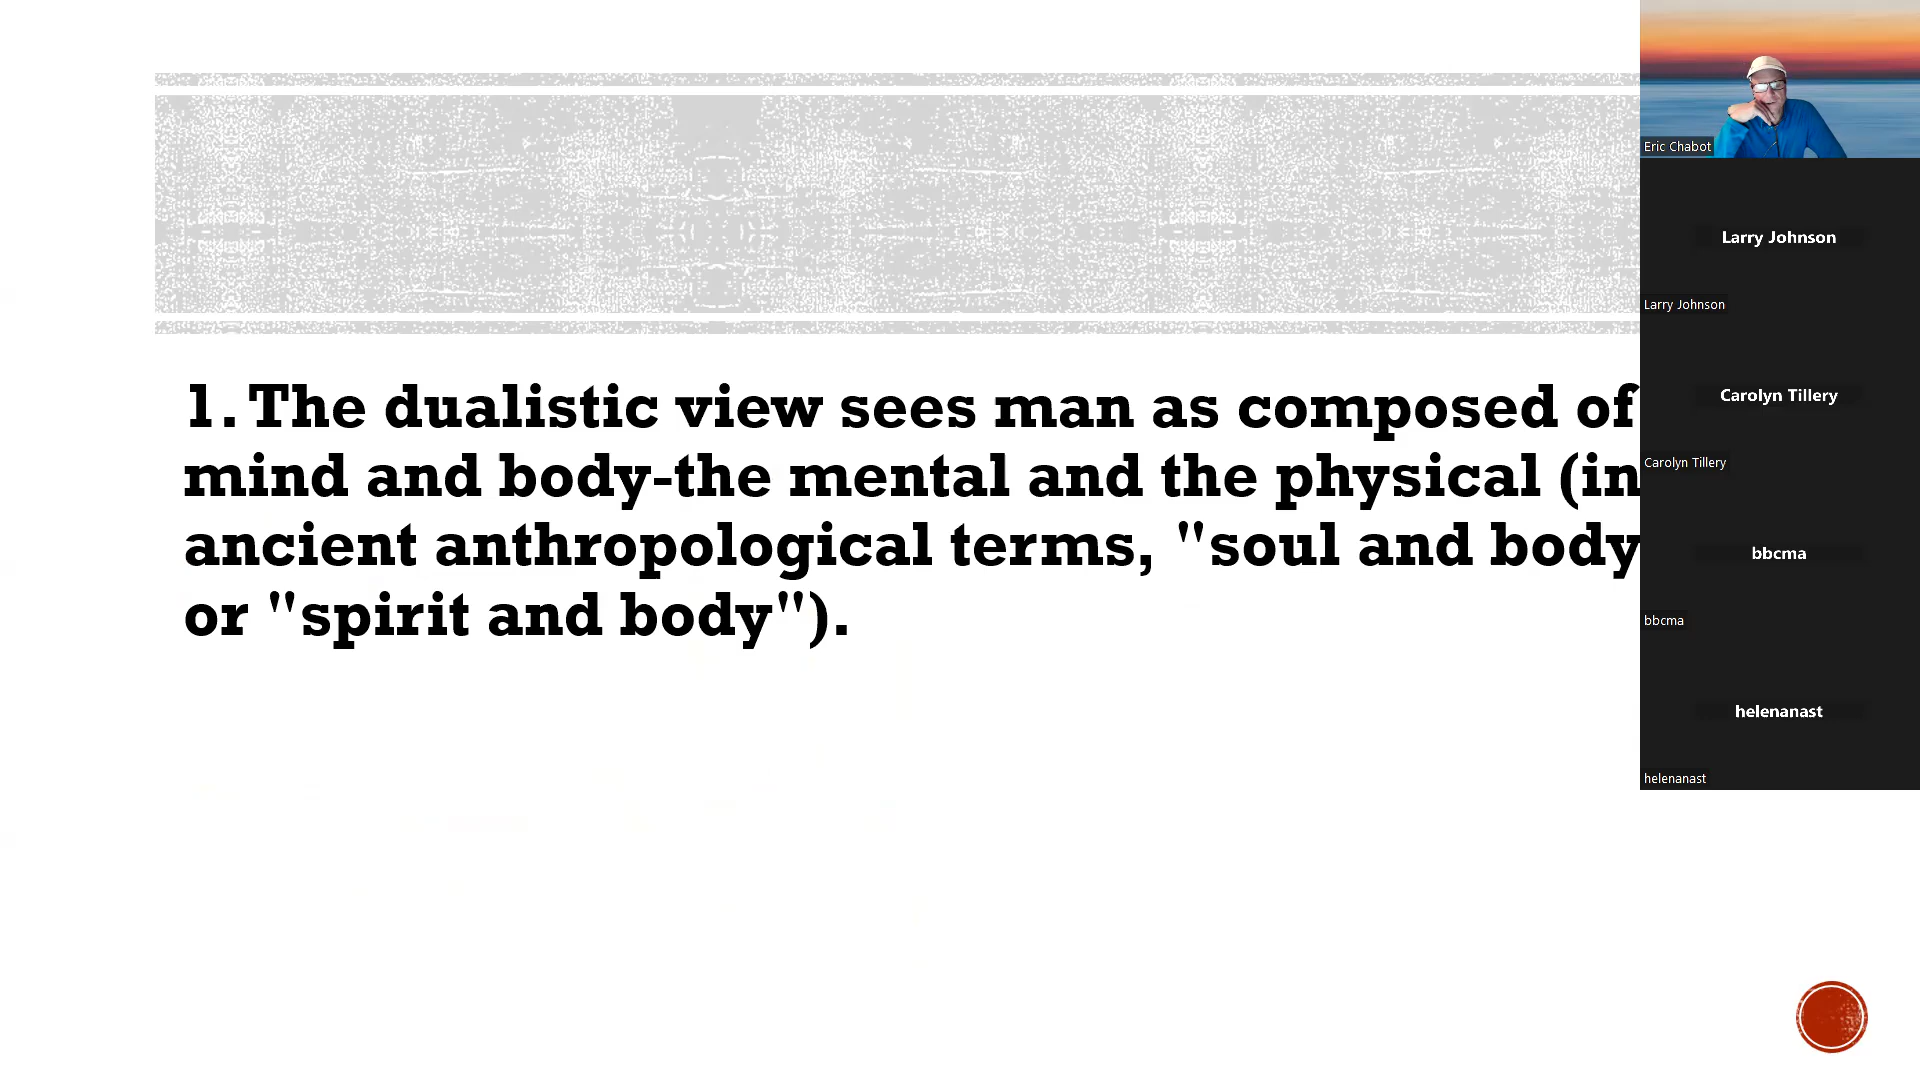 1. The dualistic view sees man as composed of
mind and body-the mental and the physical (in
ancient anthropological terms, "soul and body
or "spirit and body").
Eric Chabot
Larry Johnson
Larry Johnson
Carolyn Tillery
Carolyn Tillery
bbcma
bbcma
helenanast
helenanast